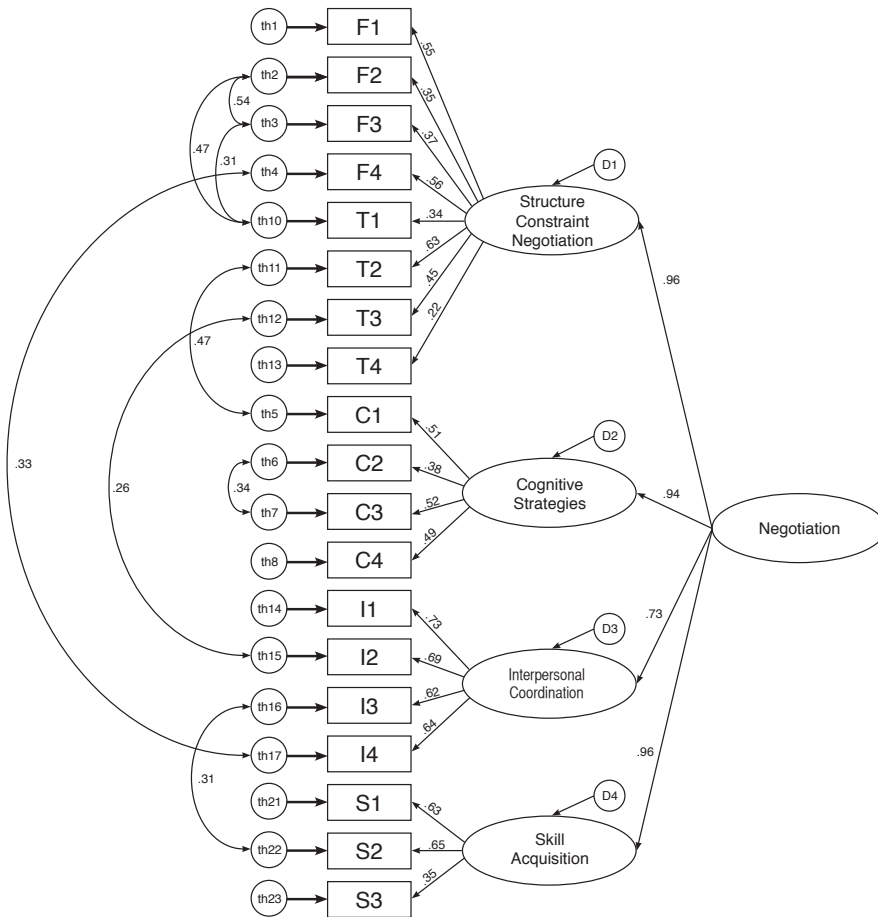 th1
F1
.55
th2
F2
.35
.54
th3
F3
.37
.47
.31
th4
F4
.56
D1
Structure
Constraint
Negotiation
th10
T1
.34
th11
T2
.63
.96
th12
T3
.45
.22
.47
th13
T4
th5
C1
.51
D2
th6
C2
.38
.33
.26
.34
Cognitive
Strategies
.94
th7
C3
.52
Negotiation
.49
th8
C4
th14
I1
.73
D3
.73
th15
I2
.69
Interpersonal
Coordination
th16
I3
.62
.64
th17
I4
.31
.96
th21
S1
.63
D4
th22
S2
.65
Skill
Acquisition
.35
th23
S3